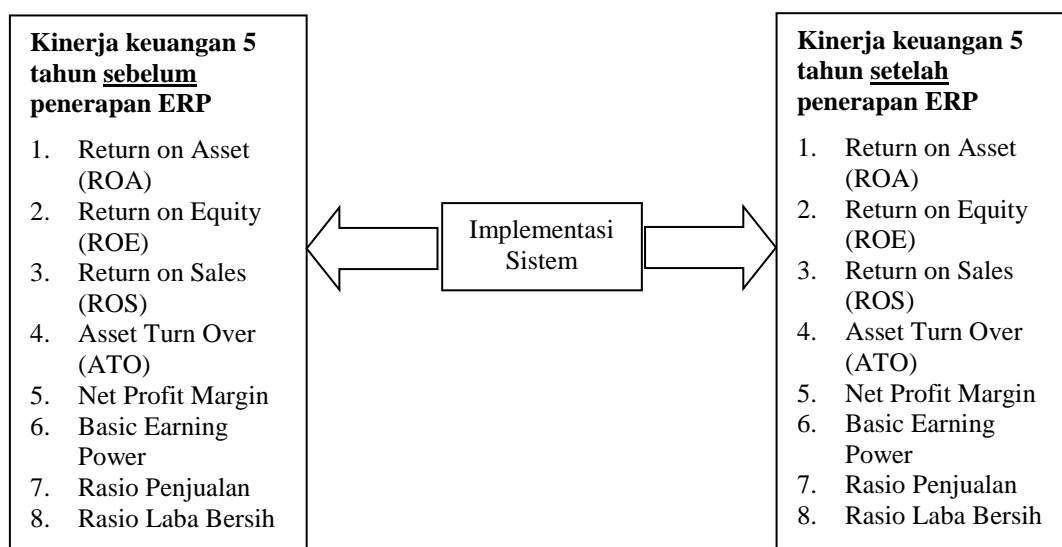 Kinerja keuangan 5
tahun sebelum
penerapan ERP
1. Return on Asset
(ROA)
2. Return on Equity
(ROE)
3. Return on Sales
(ROS)
4. Asset Turn Over
(ATO)
5. Net Profit Margin
6. Basic Earning
Power
7. Rasio Penjualan
8. Rasio Laba Bersih
Implementasi
Sistem
Kinerja keuangan 5
tahun setelah
penerapan ERP
1. Return on Asset
(ROA)
2. Return on Equity
(ROE)
3. Return on Sales
(ROS)
4. Asset Turn Over
(ATO)
5. Net Profit Margin
6. Basic Earning
Power
7. Rasio Penjualan
8. Rasio Laba Bersih